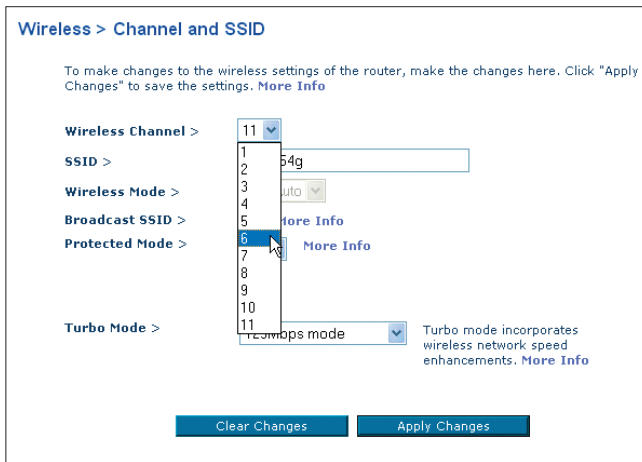 Wireless > Channel and SSID
To make changes to the wireless settings of the router, make the changes here. Click "Apply
Changes" to save the settings. More Info
Wireless Channel > 11
1
2
3
4
5
6
7
8
9
10
11
SSID > 54g
Wireless Mode >
Broadcast SSID > More Info
Protected Mode > More Info
Turbo Mode > 125Mbps mode
Turbo mode incorporates
wireless network speed
enhancements. More Info
Clear Changes Apply Changes